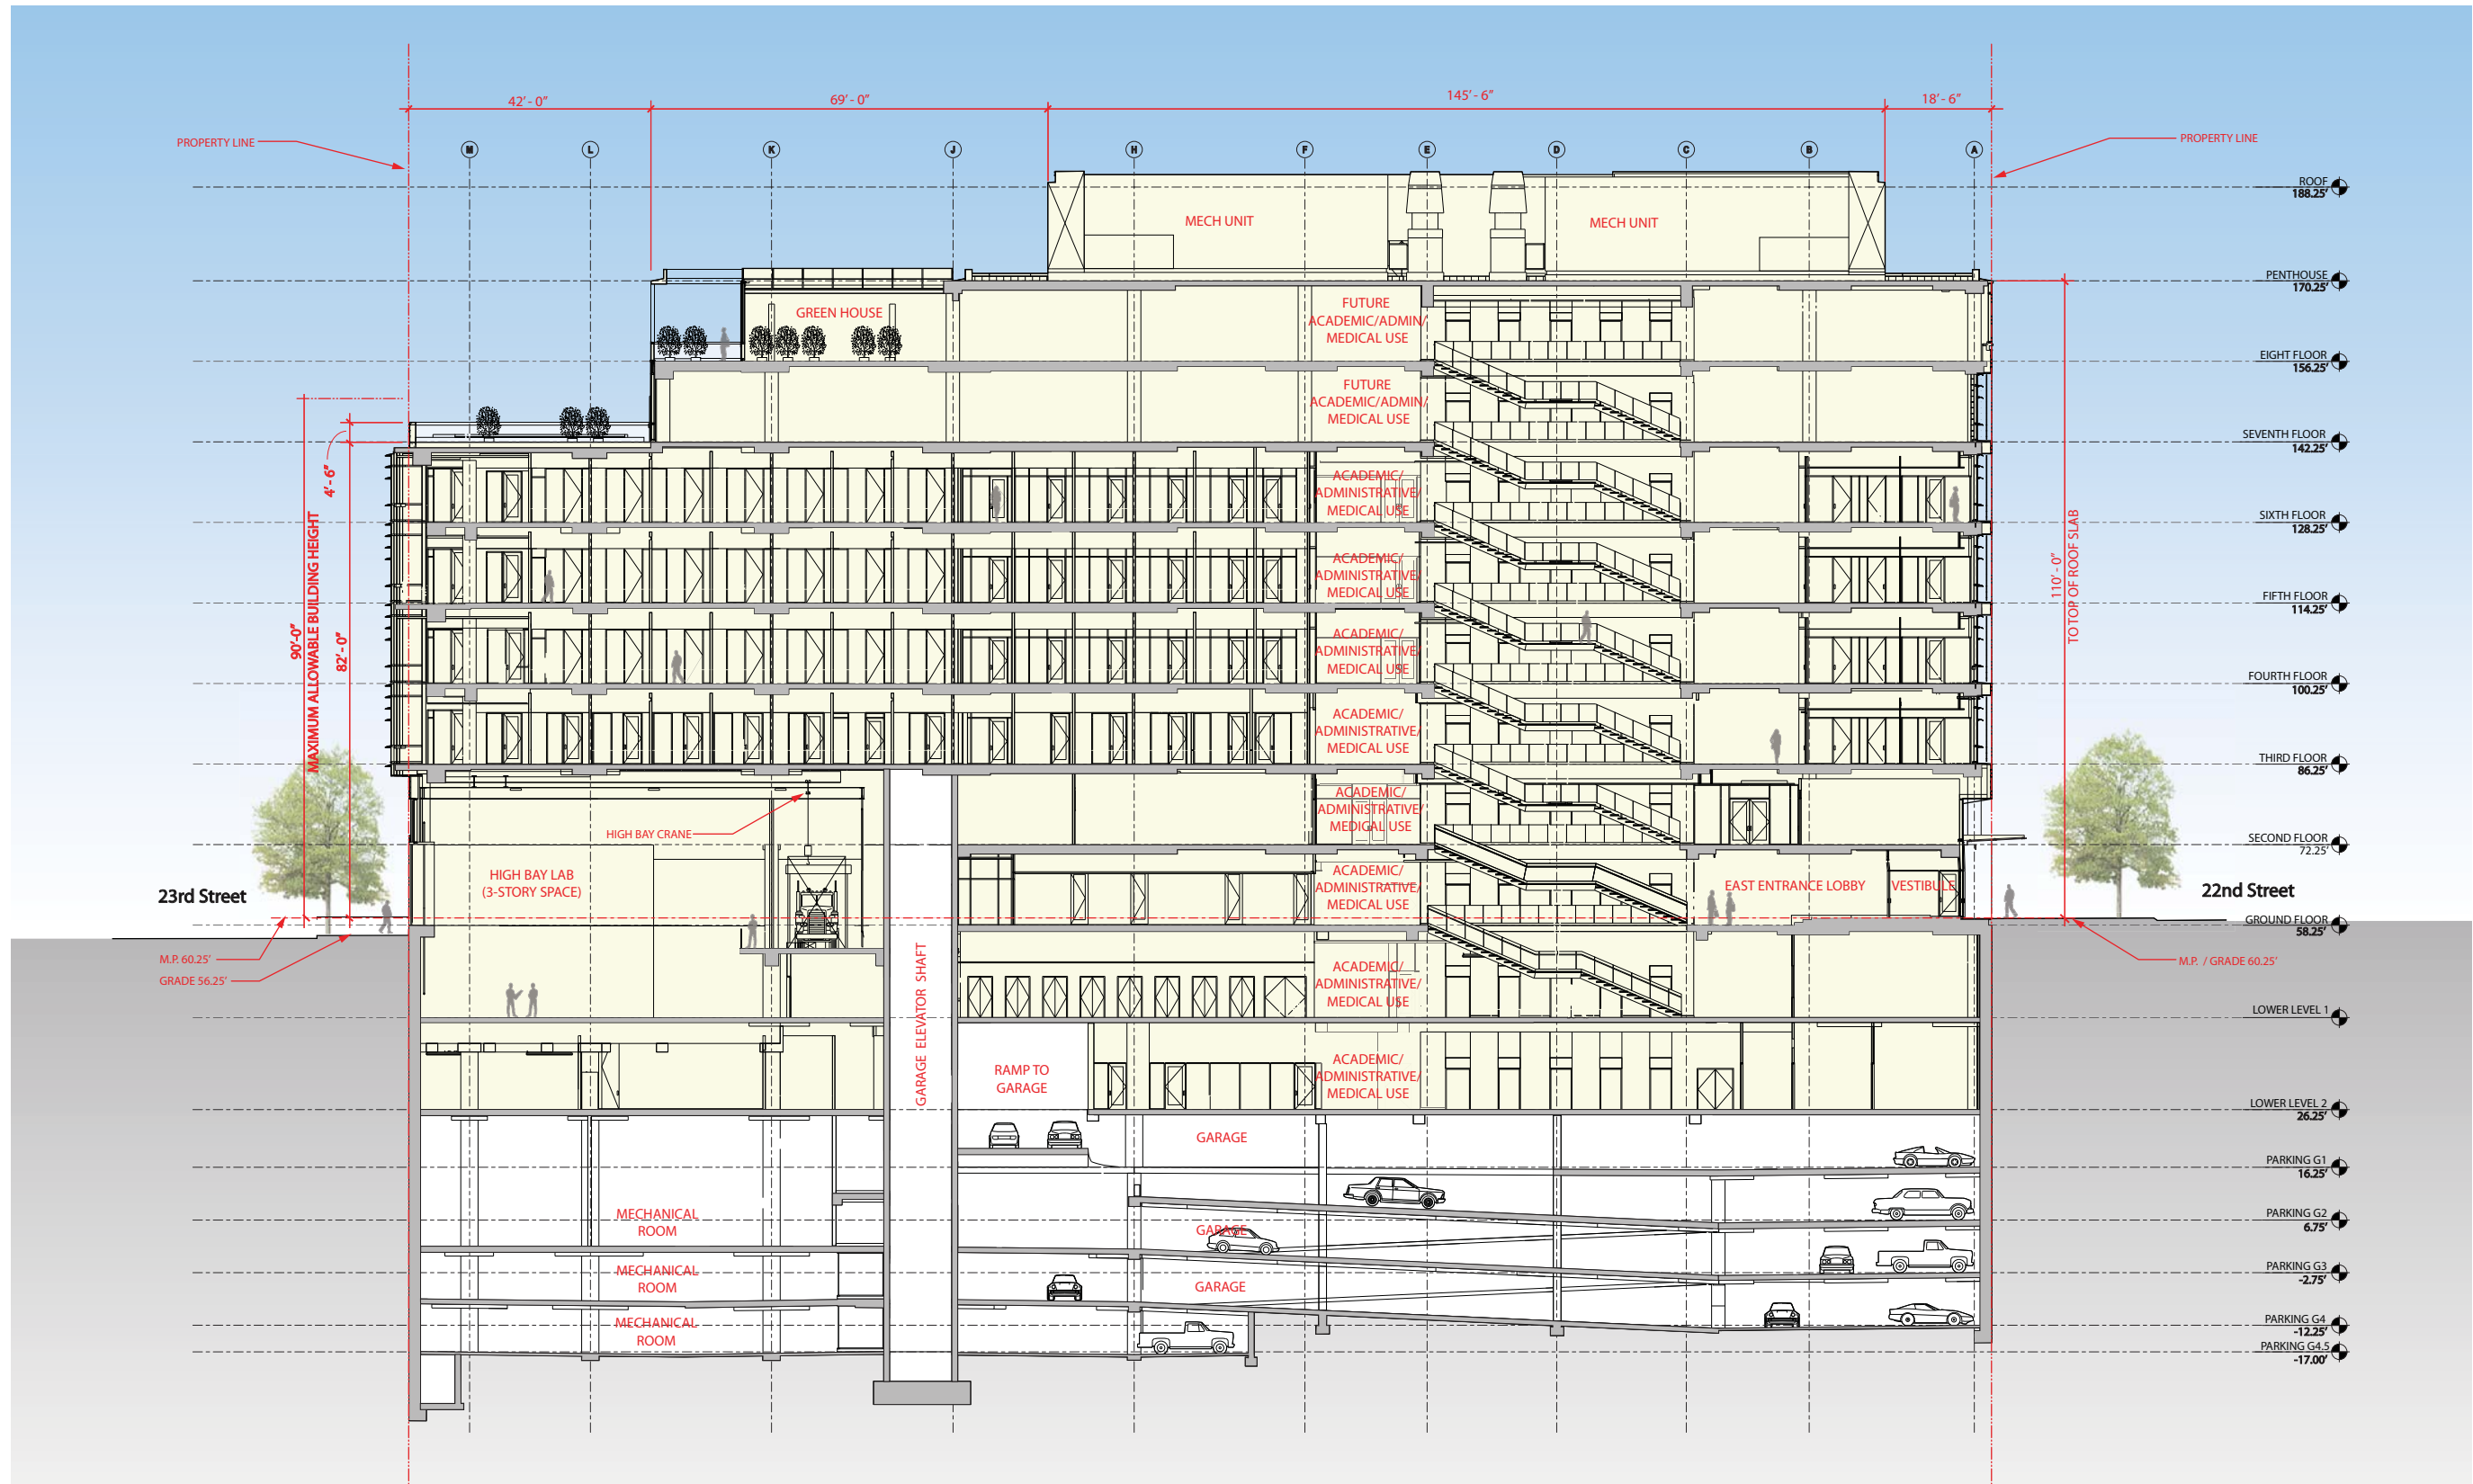 42' - 0"
69' - 0"
145' - 6"
18' - 6"
PROPERTY LINE
PROPERTY LINE
M
L
K
J
H
F
E
D
C
B
A
ROOF
188.25'
MECH UNIT
MECH UNIT
PENTHOUSE
170.25'
GREEN HOUSE
FUTURE
ACADEMIC/ADMIN/
MEDICAL USE
EIGHT FLOOR
156.25'
FUTURE
ACADEMIC/ADMIN/
MEDICAL USE
SEVENTH FLOOR
142.25'
4' - 6"
90'-0"
MAXIMUM ALLOWABLE BUILDING HEIGHT
82' - 0"
ACADEMIC/
ADMINISTRATIVE/
MEDICAL USE
SIXTH FLOOR
128.25'
110' - 0"
TO TOP OF ROOF SLAB
ACADEMIC/
ADMINISTRATIVE/
MEDICAL USE
FIFTH FLOOR
114.25'
ACADEMIC/
ADMINISTRATIVE/
MEDICAL USE
FOURTH FLOOR
100.25'
ACADEMIC/
ADMINISTRATIVE/
MEDICAL USE
THIRD FLOOR
86.25'
ACADEMIC/
ADMINISTRATIVE/
MEDICAL USE
HIGH BAY CRANE
SECOND FLOOR
72.25'
HIGH BAY LAB
(3-STORY SPACE)
ACADEMIC/
ADMINISTRATIVE/
MEDICAL USE
EAST ENTRANCE LOBBY
VESTIBULE
23rd Street
22nd Street
GROUND FLOOR
58.25'
M.P. 60.25'
GRADE 56.25'
M.P. / GRADE 60.25'
GARAGE ELEVATOR SHAFT
ACADEMIC/
ADMINISTRATIVE/
MEDICAL USE
LOWER LEVEL 1
RAMP TO
GARAGE
ACADEMIC/
ADMINISTRATIVE/
MEDICAL USE
LOWER LEVEL 2
26.25'
GARAGE
PARKING G1
16.25'
MECHANICAL
ROOM
GARAGE
PARKING G2
6.75'
MECHANICAL
ROOM
GARAGE
PARKING G3
-2.75'
MECHANICAL
ROOM
PARKING G4
-12.25'
PARKING G4.5
-17.00'